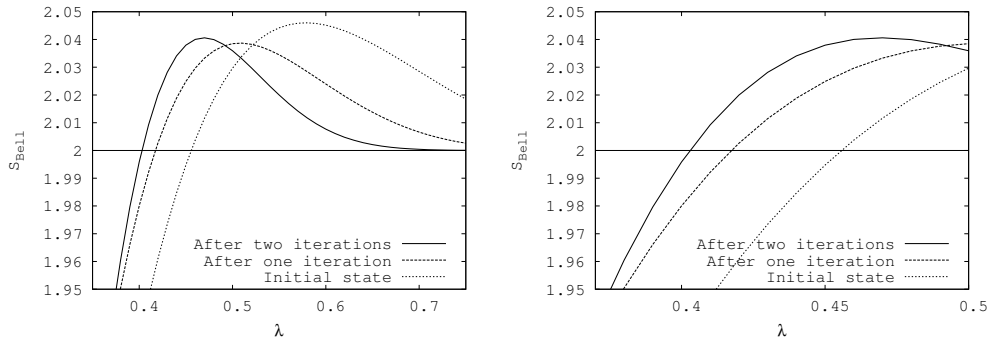 2.05
2.04
2.03
2.02
2.01
2
1.99
1.98
1.97
1.96
1.95
S_Bell
After two iterations
After one iteration
Initial state
0.4
0.5
0.6
0.7
λ
2.05
2.04
2.03
2.02
2.01
2
1.99
1.98
1.97
1.96
1.95
S_Bell
After two iterations
After one iteration
Initial state
0.4
0.45
0.5
λ